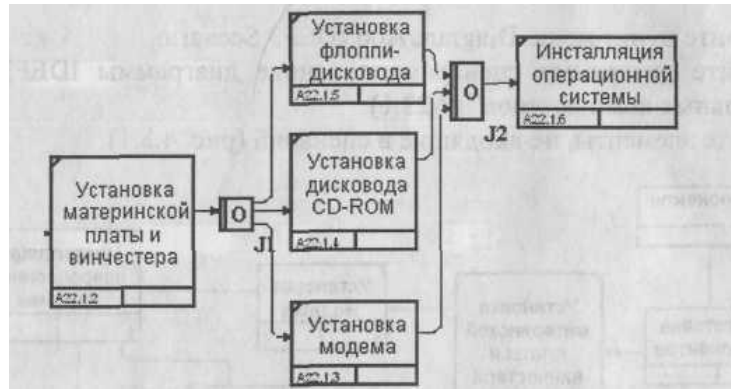 Установка
флоппи-
дисковода
A22.1.5
Инсталляция
операционной
системы
A22.1.6
O
J2
Установка
материнской
платы и
винчестера
A22.1.2
O
J1
Установка
дисковода
CD-ROM
A22.1.4
Установка
модема
A22.1.3